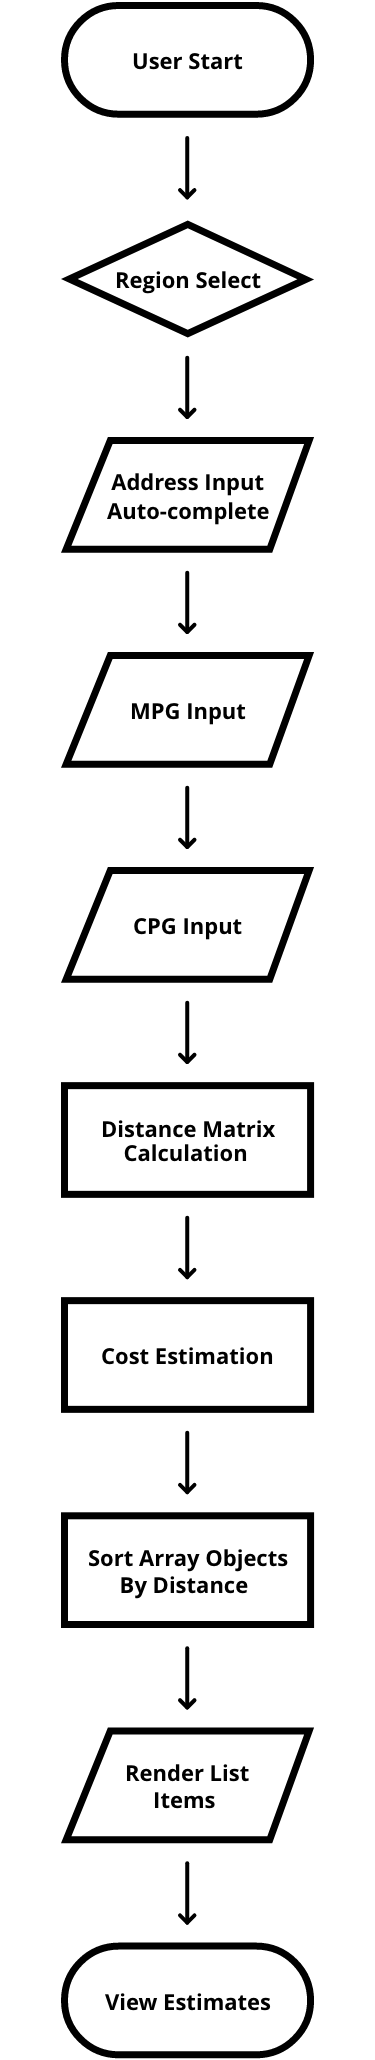 User Start
Region Select
Address Input
Auto-complete
MPG Input
CPG Input
Distance Matrix
Calculation
Cost Estimation
Sort Array Objects
By Distance
Render List
Items
View Estimates